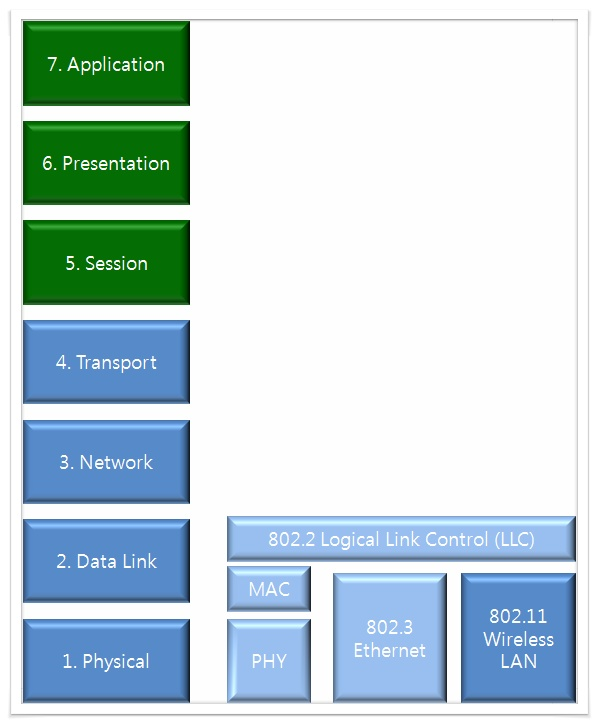 7. Application
6. Presentation
5. Session
4. Transport
3. Network
2. Data Link
1. Physical
802.2 Logical Link Control (LLC)
MAC
PHY
802.3
Ethernet
802.11
Wireless
LAN